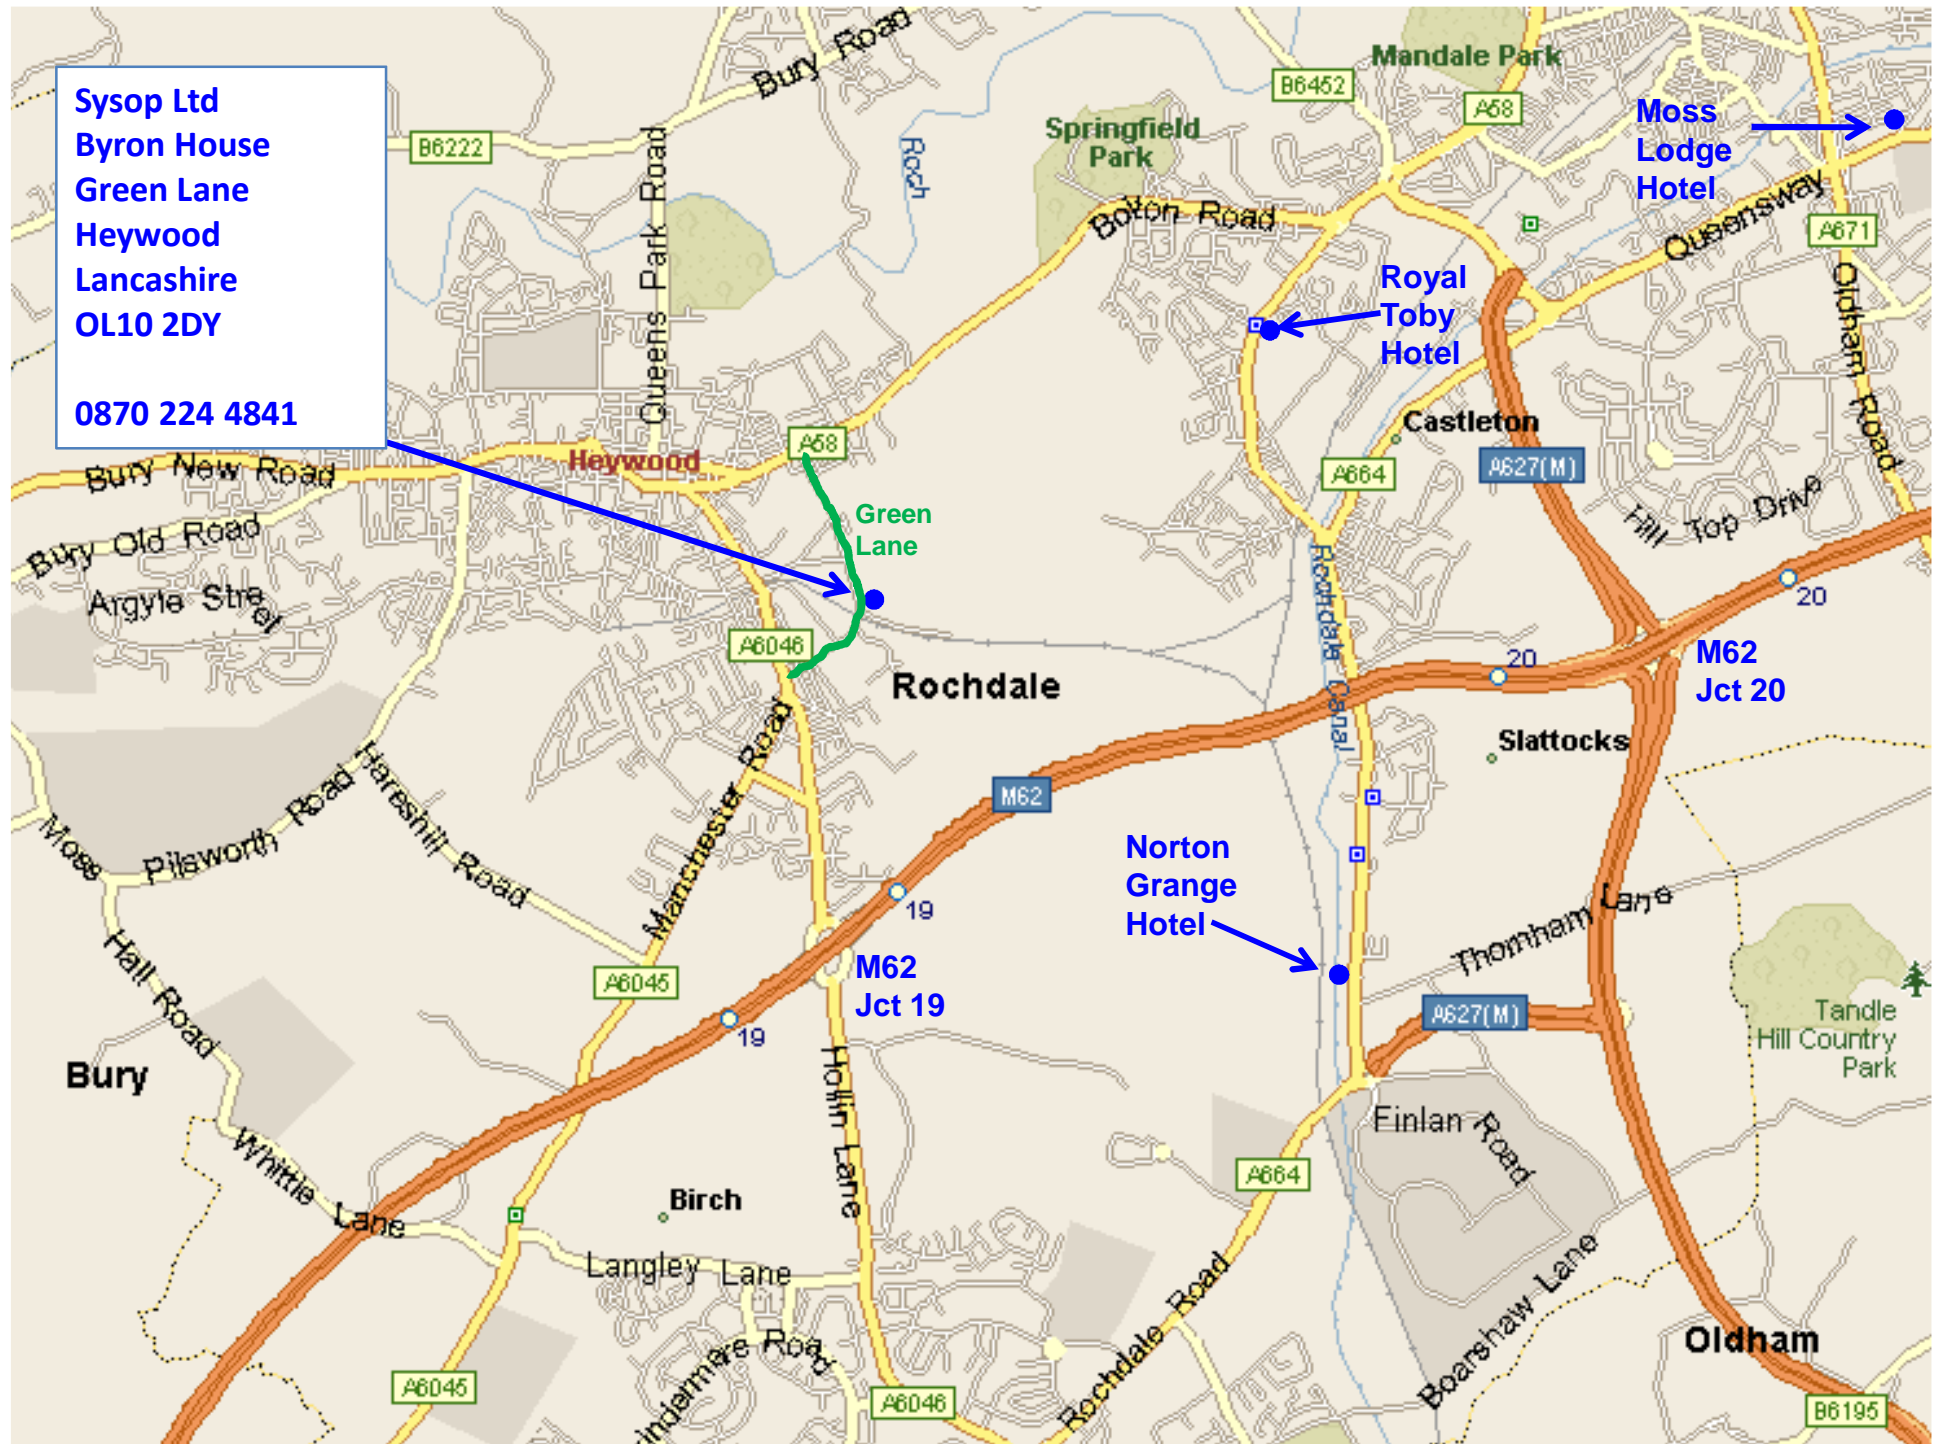 Sysop Ltd
Byron House
Green Lane
Heywood
Lancashire
OL10 2DY
0870 224 4841
Bury Road
B6222
Queens Park Road
Roch
Springfield
Park
B6452
Mandale Park
A58
Moss
Lodge
Hotel
Bolton Road
Queensway
A671
Oldham Road
Royal
Toby
Hotel
Castleton
A664
A627(M)
Hill Top Drive
A58
Heywood
Bury New Road
Bury Old Road
Argyle Street
Green
Lane
A6046
Rochdale
Rochdale Canal
20
20
M62
Jct 20
Slattocks
M62
Manchester Road
Hareshill Road
Pilsworth Road
Moss Hall Road
19
M62
Jct 19
19
A6045
Norton
Grange
Hotel
Thornham Lane
A627(M)
Tandle
Hill Country
Park
Bury
Whittle Lane
Hollin Lane
Birch
Langley Lane
Finlan Road
A664
Rochdale Road
Boarshaw Lane
Oldham
A6045
indermere Road
A6046
B6195